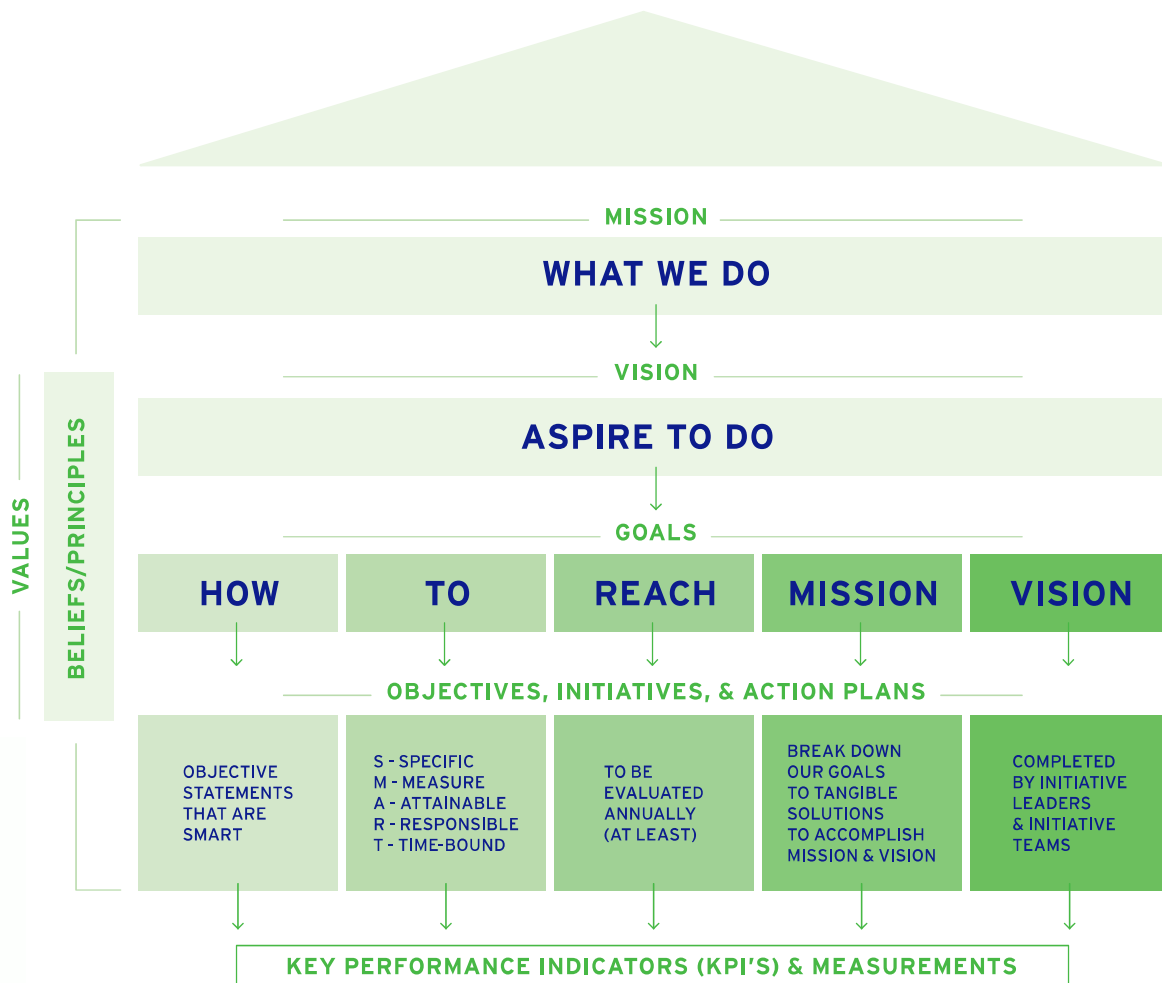 MISSION
WHAT WE DO
VISION
ASPIRE TO DO
VALUES
BELIEFS/PRINCIPLES
GOALS
HOW
TO
REACH
MISSION
VISION
OBJECTIVES, INITIATIVES, & ACTION PLANS
OBJECTIVE
STATEMENTS
THAT ARE
SMART
S - SPECIFIC
M - MEASURE
A - ATTAINABLE
R - RESPONSIBLE
T - TIME-BOUND
TO BE
EVALUATED
ANNUALLY
(AT LEAST)
BREAK DOWN
OUR GOALS
TO TANGIBLE
SOLUTIONS
TO ACCOMPLISH
MISSION & VISION
COMPLETED
BY INITIATIVE
LEADERS
& INITIATIVE
TEAMS
KEY PERFORMANCE INDICATORS (KPI'S) & MEASUREMENTS